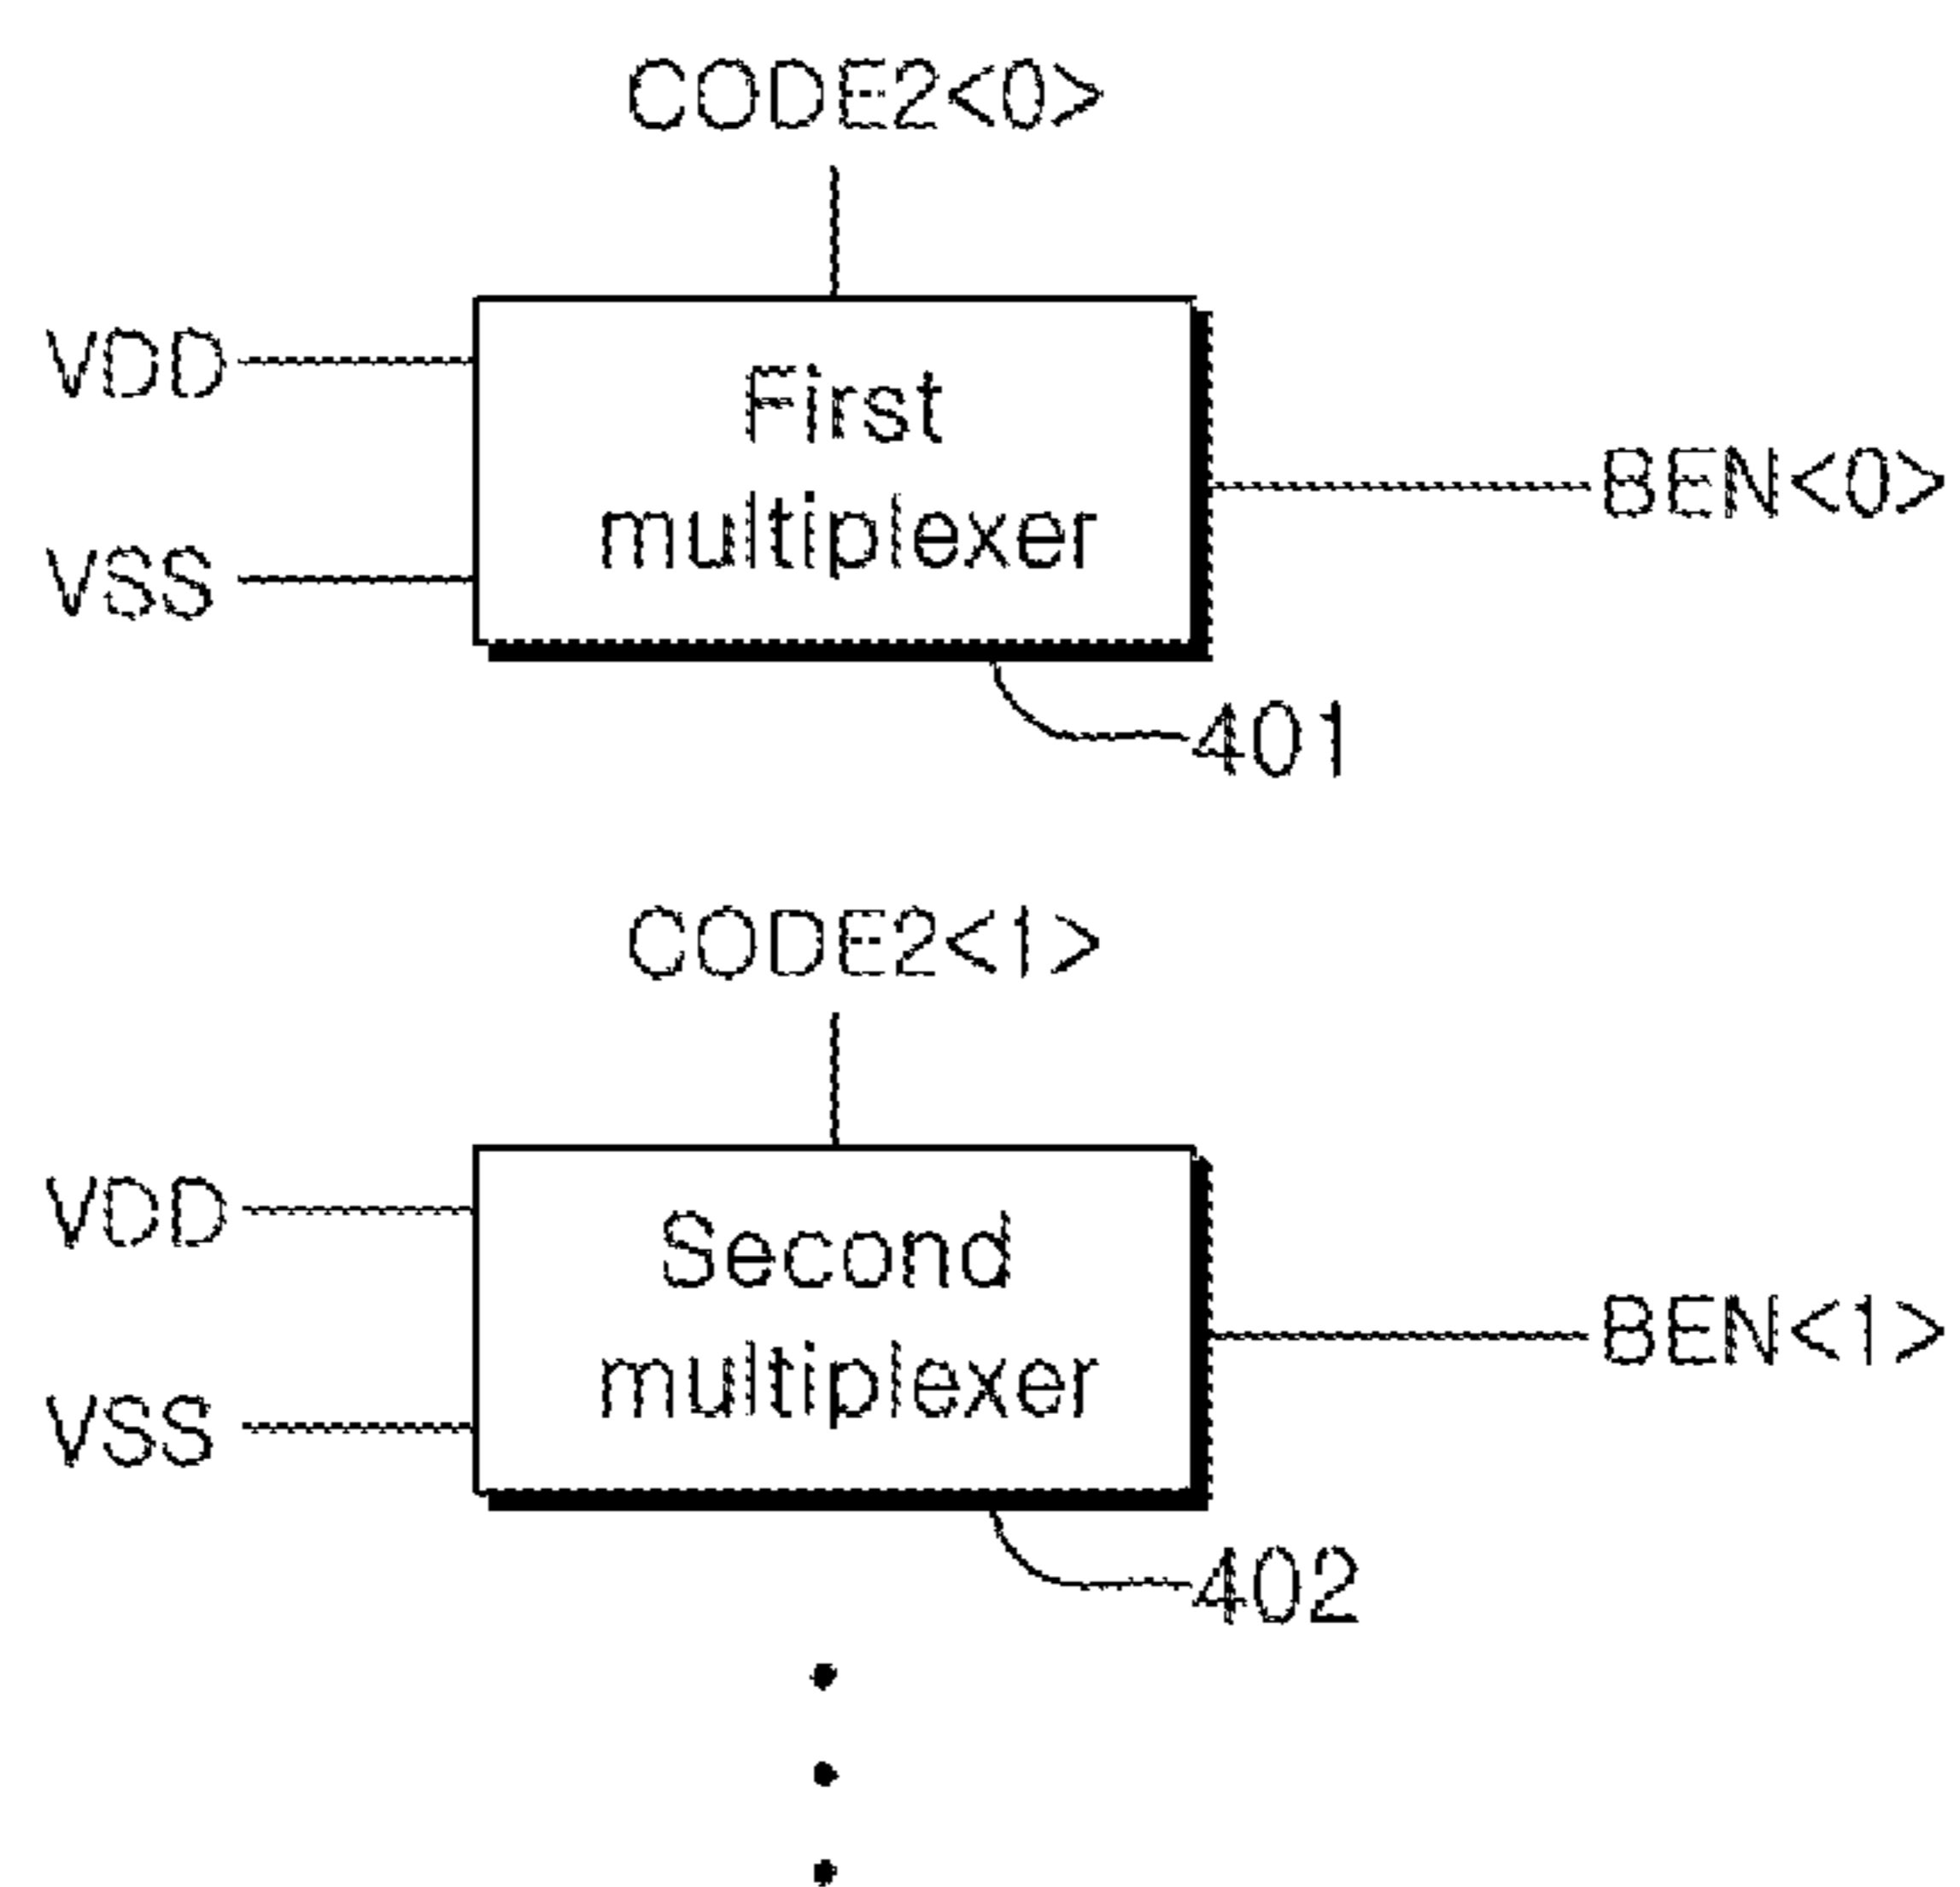 CODE2<0>
VDD
First
multiplexer
BEN<0>
VSS
401
CODE2<1>
VDD
Second
multiplexer
BEN<1>
VSS
402